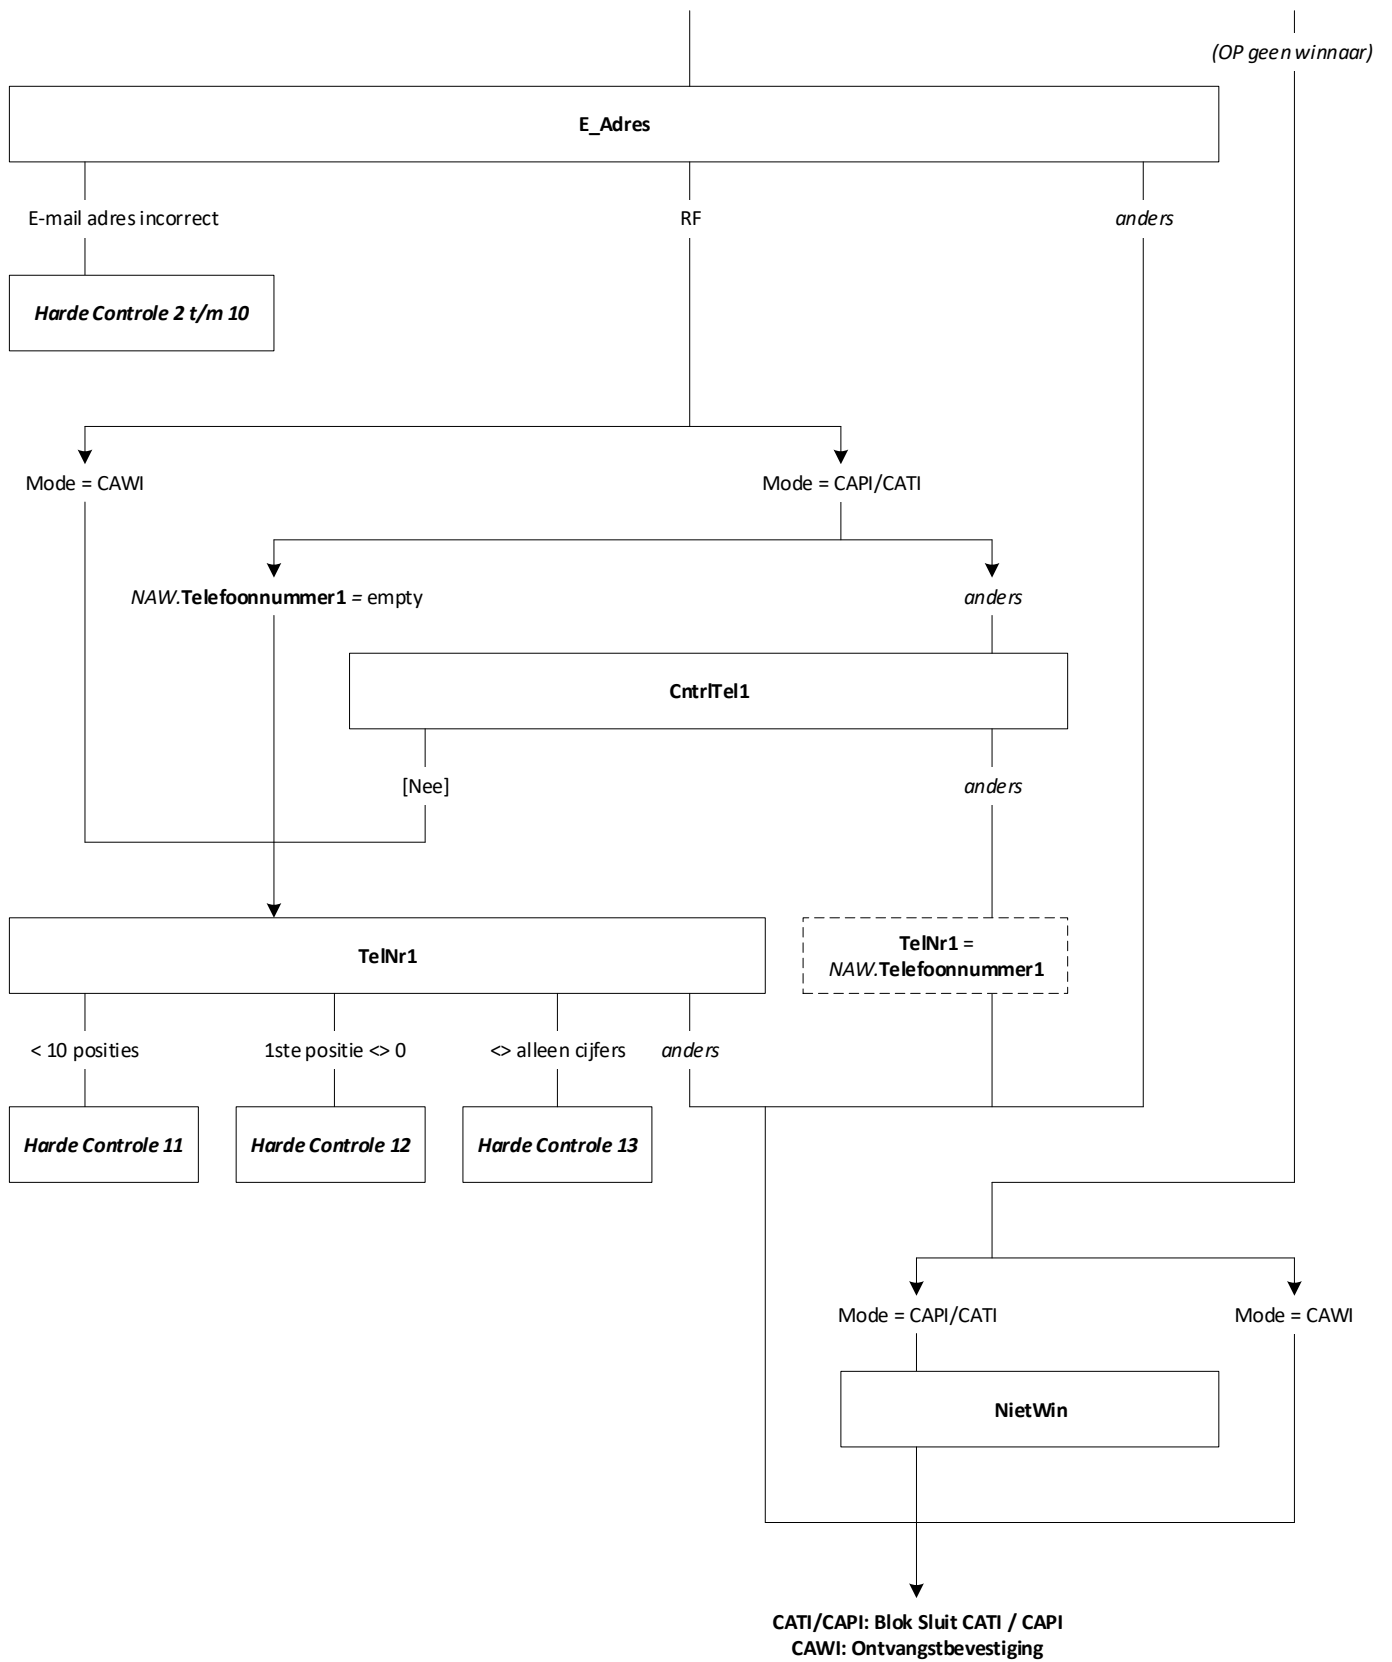 (OP geen winnaar)
E_Adres
E-mail adres incorrect
RF
anders
Harde Controle 2 t/m 10
Mode = CAWI
Mode = CAPI/CATI
NAW.Telefoonnummer1 = empty
anders
CntrlTel1
[Nee]
anders
TelNr1
TelNr1 =
NAW.Telefoonnummer1
< 10 posities
1ste positie <> 0
<> alleen cijfers
anders
Harde Controle 11
Harde Controle 12
Harde Controle 13
Mode = CAPI/CATI
Mode = CAWI
NietWin
CATI/CAPI: Blok Sluit CATI / CAPI
CAWI: Ontvangstbevestiging